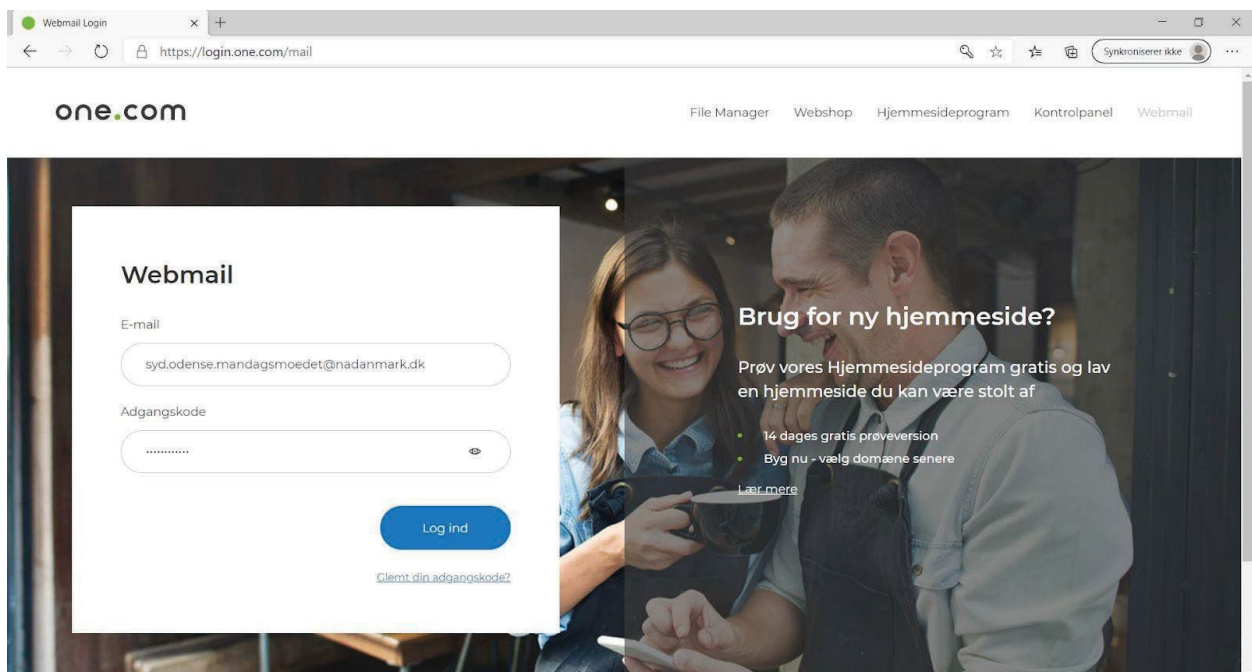 Webmail Login
https://login.one.com/mail
Synkroniserer ikke
one.com
File Manager Webshop Hjemmesideprogram Kontrolpanel Webmail
Webmail
E-mail
syd.odense.mandagsmoedet@nadanmark.dk
Adgangskode
Log ind
Glemt din adgangskode?
Brug for ny hjemmeside?
Prøv vores Hjemmesideprogram gratis og lav
en hjemmeside du kan være stolt af
14 dages gratis prøveversion
Byg nu - vælg domæne senere
Lær mere